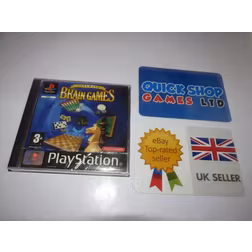 BRAIN GAMES
3+
PlayStation
QUICK SHOP
GAMES LTD
eBay
Top-rated
seller
UK SELLER